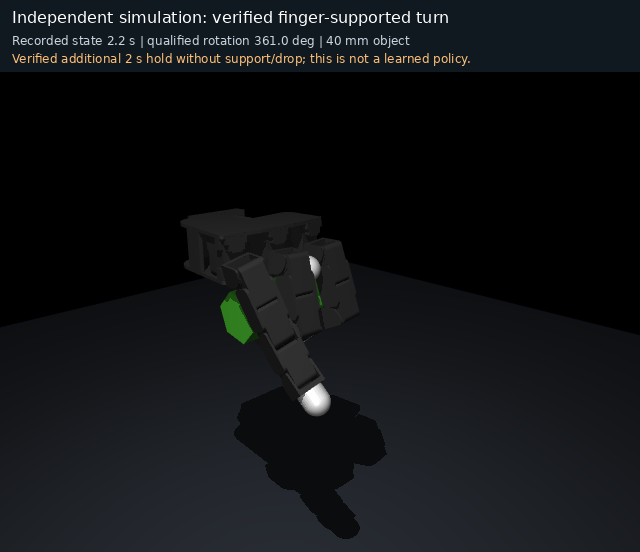 Independent simulation: verified finger-supported turn
Recorded state 2.2 s | qualified rotation 361.0 deg | 40 mm object
Verified additional 2 s hold without support/drop; this is not a learned policy.